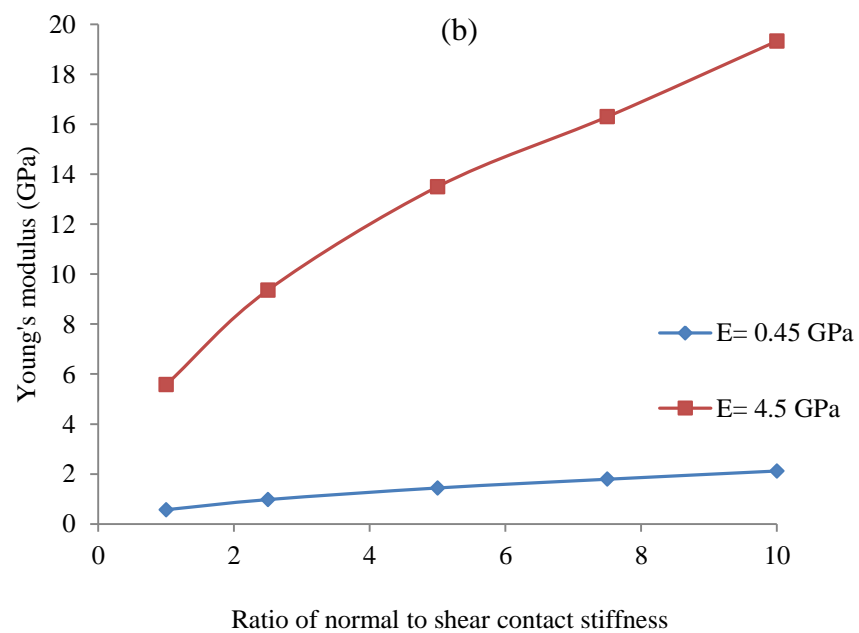 (b)
Young's modulus (GPa)
20
18
16
14
12
10
8
6
4
2
0
E= 0.45 GPa
E= 4.5 GPa
0 2 4 6 8 10
Ratio of normal to shear contact stiffness